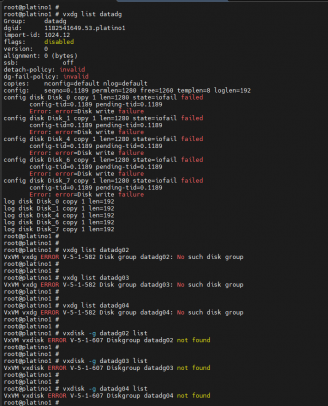 root@platino1 #
root@platino1 # vxdg list datadg
Group:     datadg
dgid:      1182541649.53.platino1
import-id: 1024.12
flags:     disabled
version:   0
alignment: 0 (bytes)
ssb:            off
detach-policy: invalid
dg-fail-policy: invalid
copies:    nconfig=default nlog=default
config:    seqno=0.1189 permlen=1280 free=1260 templen=8 loglen=192
config disk Disk_0 copy 1 len=1280 state=iofail failed
        config-tid=0.1189 pending-tid=0.1189
        Error: error=Disk write failure
config disk Disk_1 copy 1 len=1280 state=iofail failed
        config-tid=0.1189 pending-tid=0.1189
        Error: error=Disk write failure
config disk Disk_4 copy 1 len=1280 state=iofail failed
        config-tid=0.1189 pending-tid=0.1189
        Error: error=Disk write failure
config disk Disk_6 copy 1 len=1280 state=iofail failed
        config-tid=0.1189 pending-tid=0.1189
        Error: error=Disk write failure
config disk Disk_7 copy 1 len=1280 state=iofail failed
        config-tid=0.1189 pending-tid=0.1189
        Error: error=Disk write failure
log disk Disk_0 copy 1 len=192
log disk Disk_1 copy 1 len=192
log disk Disk_4 copy 1 len=192
log disk Disk_6 copy 1 len=192
log disk Disk_7 copy 1 len=192
root@platino1 #
root@platino1 #
root@platino1 # vxdg list datadg02
VxVM vxdg ERROR V-5-1-582 Disk group datadg02: No such disk group
root@platino1 #
root@platino1 #
root@platino1 # vxdg list datadg03
VxVM vxdg ERROR V-5-1-582 Disk group datadg03: No such disk group
root@platino1 #
root@platino1 #
root@platino1 # vxdg list datadg04
VxVM vxdg ERROR V-5-1-582 Disk group datadg04: No such disk group
root@platino1 #
root@platino1 #
root@platino1 # vxdisk -g datadg02 list
VxVM vxdisk ERROR V-5-1-607 Diskgroup datadg02 not found
root@platino1 #
root@platino1 #
root@platino1 # vxdisk -g datadg03 list
VxVM vxdisk ERROR V-5-1-607 Diskgroup datadg03 not found
root@platino1 #
root@platino1 #
root@platino1 # vxdisk -g datadg04 list
VxVM vxdisk ERROR V-5-1-607 Diskgroup datadg04 not found
root@platino1 #